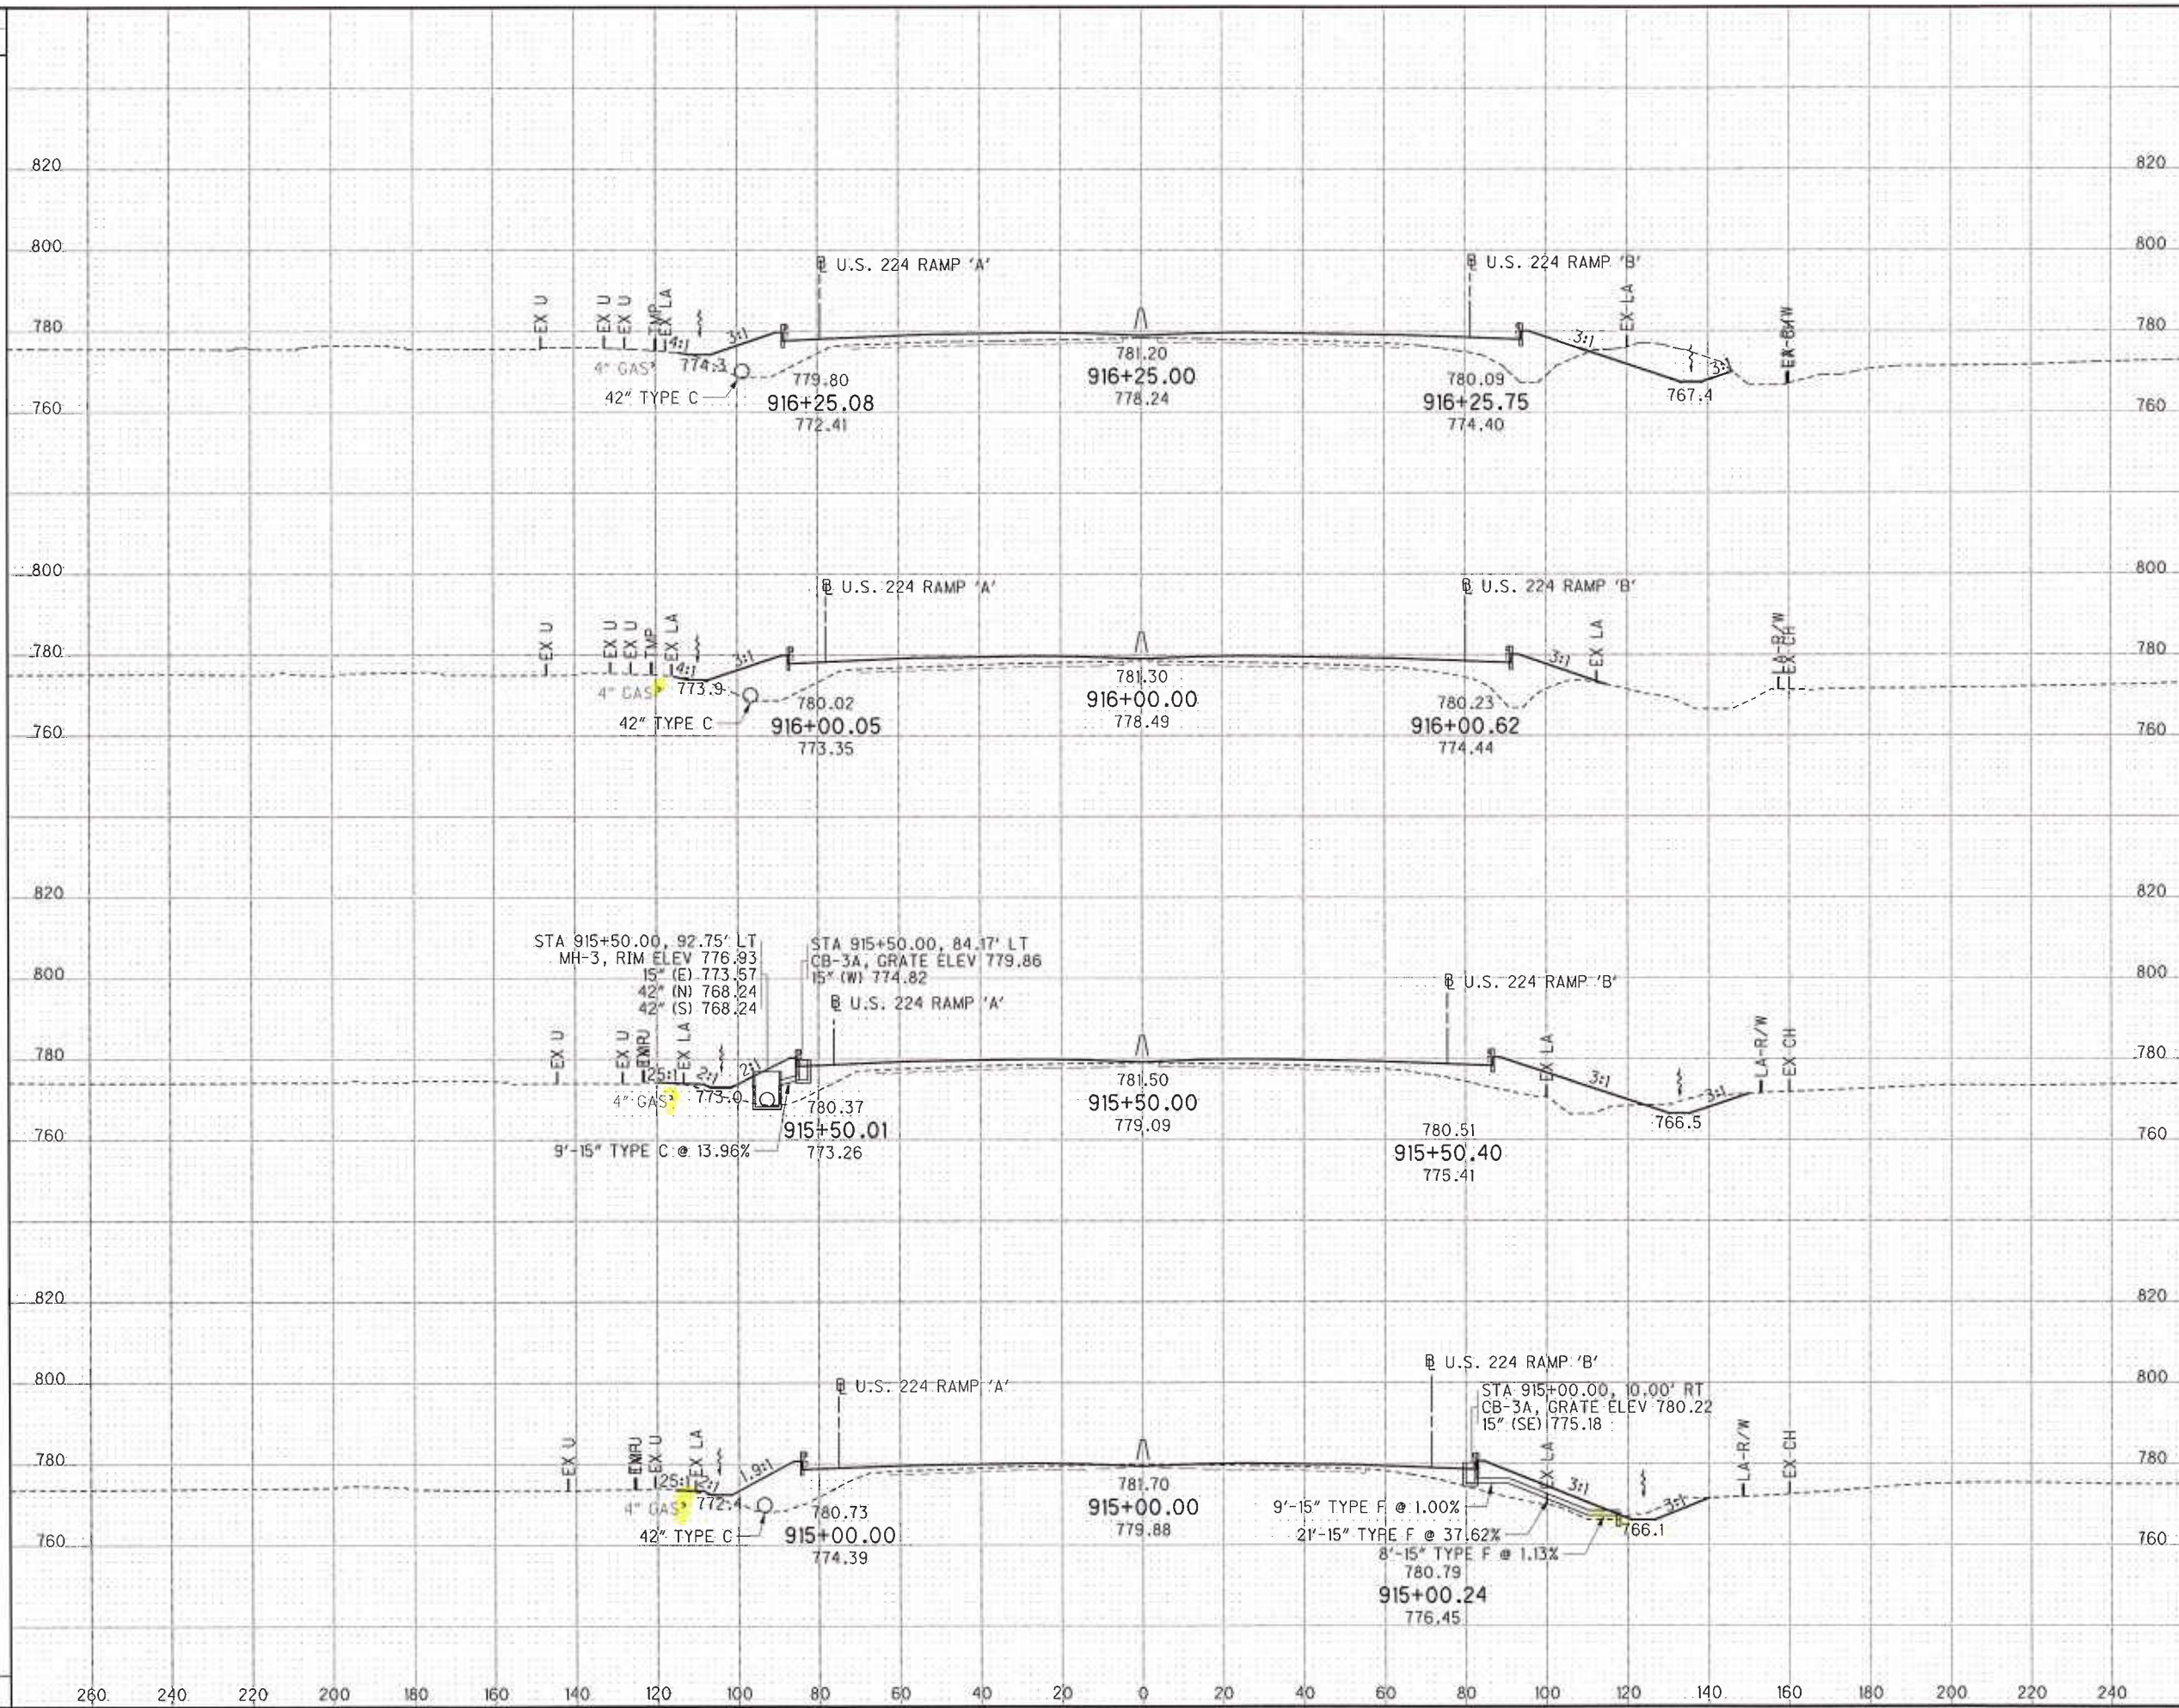 820 820
800 800
℄ U.S. 224 RAMP 'A'
℄ U.S. 224 RAMP 'B'
EX U
EX U
EX U
TMP
EX LA
EX-LA
780 780
4:1
3:1
3:1
3:1
4" GAS
774.3
42" TYPE C
779.80
916+25.08
772.41
781.20
916+25.00
778.24
780.09
916+25.75
774.40
767.4
760 760
800 800
℄ U.S. 224 RAMP 'A'
℄ U.S. 224 RAMP 'B'
EX U
EX U
EX U
TMP
EX LA
EX LA
LA-R/W
EX CH
780 780
4:1
3:1
3:1
4" GAS
773.9
42" TYPE C
780.02
916+00.05
773.35
781.30
916+00.00
778.49
780.23
916+00.62
774.44
760 760
820 820
STA 915+50.00, 92.75' LT
MH-3, RIM ELEV 776.93
15" (E) 773.57
42" (N) 768.24
42" (S) 768.24
STA 915+50.00, 84.17' LT
CB-3A, GRATE ELEV 779.86
15" (W) 774.82
800 800
℄ U.S. 224 RAMP 'A'
℄ U.S. 224 RAMP 'B'
EX U
EX U
EX LA
EX-LA
LA-R/W
EX CH
780 780
25:1
2:1
2:1
3:1
3:1
4" GAS
773.0
9'-15" TYPE C @ 13.96%
780.37
915+50.01
773.26
781.50
915+50.00
779.09
780.51
915+50.40
775.41
766.5
760 760
820 820
800 800
℄ U.S. 224 RAMP 'A'
℄ U.S. 224 RAMP 'B'
STA 915+00.00, 10.00' RT
CB-3A, GRATE ELEV 780.22
15" (SE) 775.18
EX U
EX U
EX LA
EX-LA
LA-R/W
EX CH
780 780
25:1
2:1
1.9:1
3:1
3:1
4" GAS
772.4
42" TYPE C
780.73
915+00.00
774.39
781.70
915+00.00
779.88
9'-15" TYPE F @ 1.00%
21'-15" TYPE F @ 37.62%
8'-15" TYPE F @ 1.13%
766.1
780.79
915+00.24
776.45
760 760
260 240 220 200 180 160 140 120 100 80 60 40 20 0 20 40 60 80 100 120 140 160 180 200 220 240